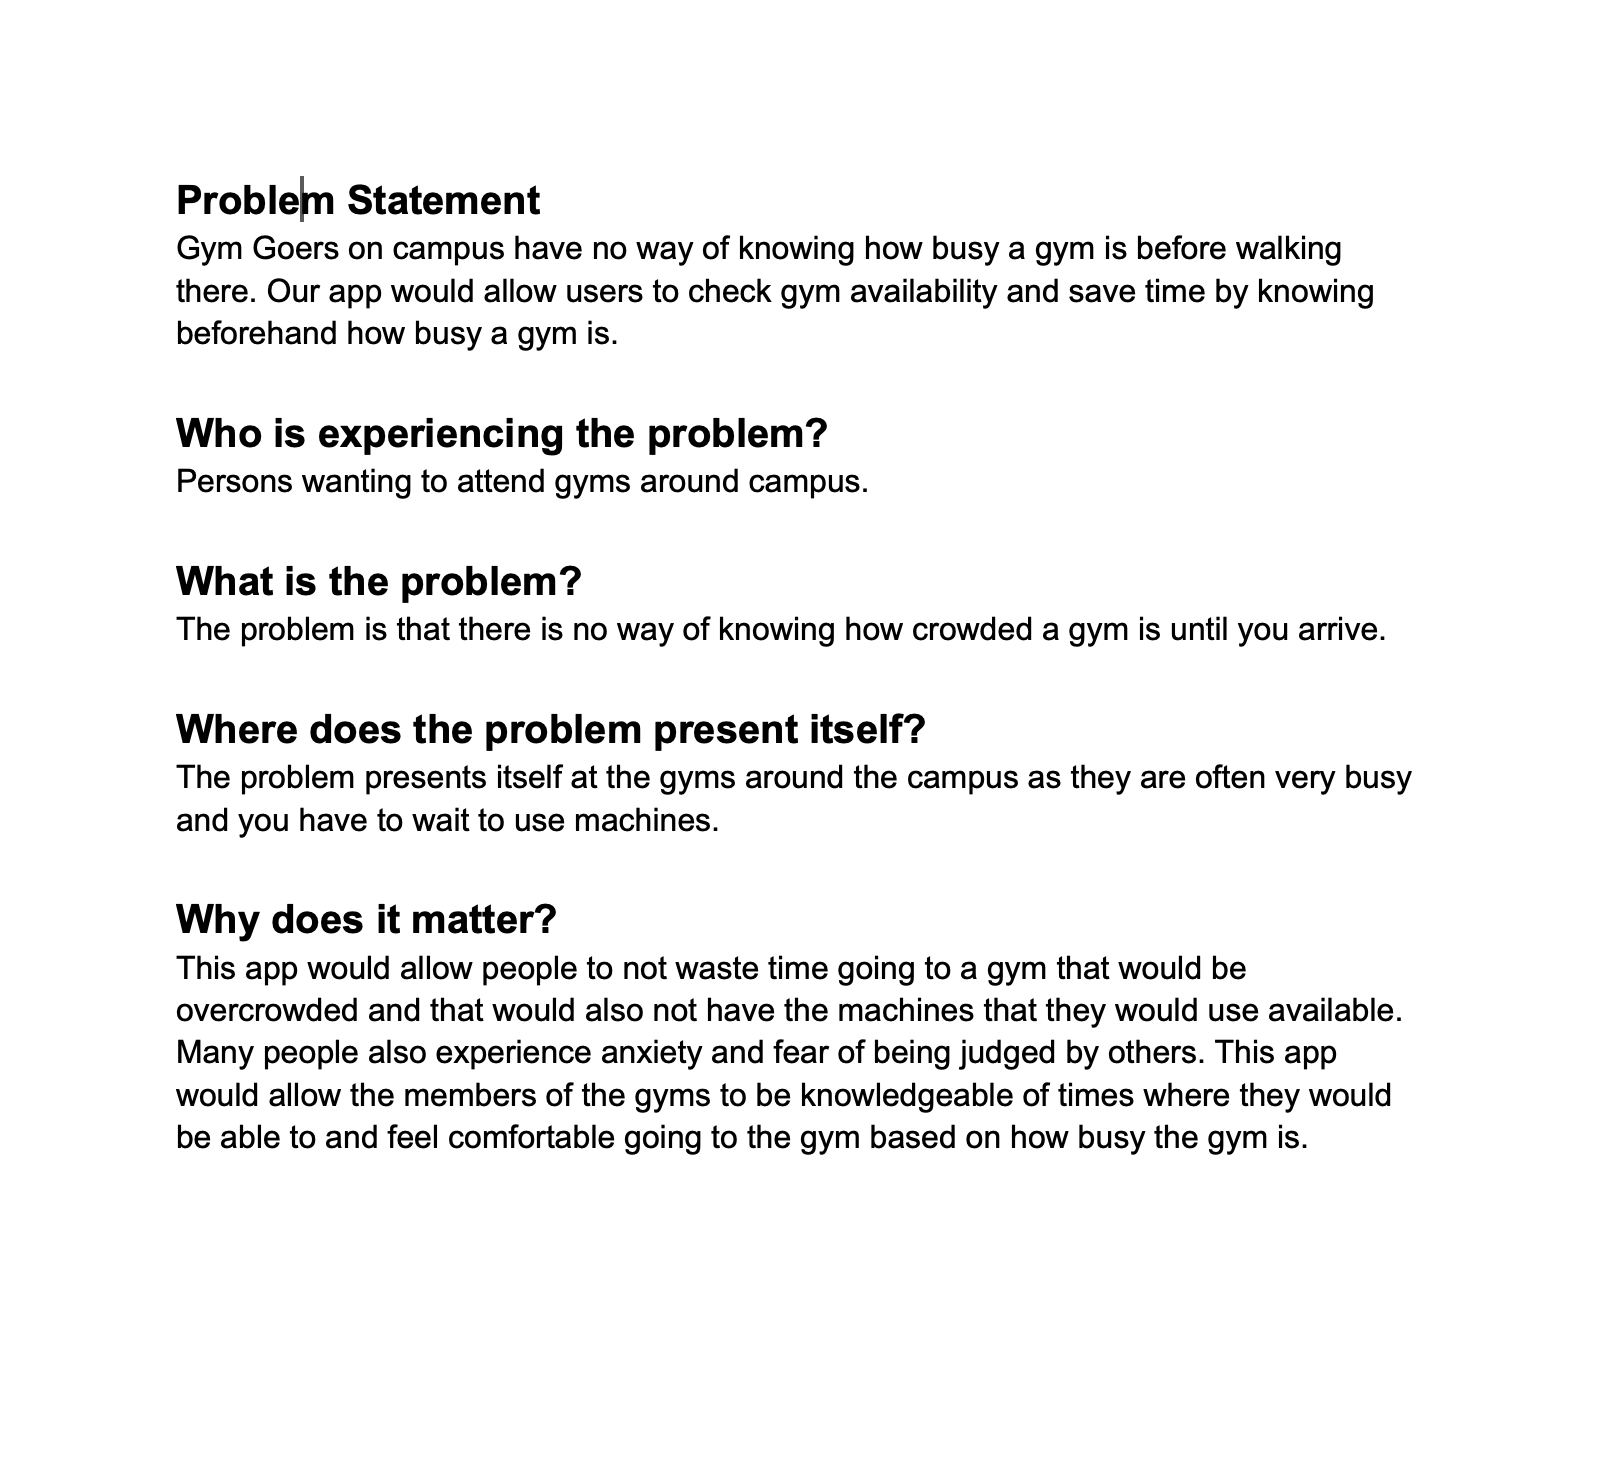 Problem Statement
Gym Goers on campus have no way of knowing how busy a gym is before walking
there. Our app would allow users to check gym availability and save time by knowing
beforehand how busy a gym is.
Who is experiencing the problem?
Persons wanting to attend gyms around campus.
What is the problem?
The problem is that there is no way of knowing how crowded a gym is until you arrive.
Where does the problem present itself?
The problem presents itself at the gyms around the campus as they are often very busy
and you have to wait to use machines.
Why does it matter?
This app would allow people to not waste time going to a gym that would be
overcrowded and that would also not have the machines that they would use available.
Many people also experience anxiety and fear of being judged by others. This app
would allow the members of the gyms to be knowledgeable of times where they would
be able to and feel comfortable going to the gym based on how busy the gym is.